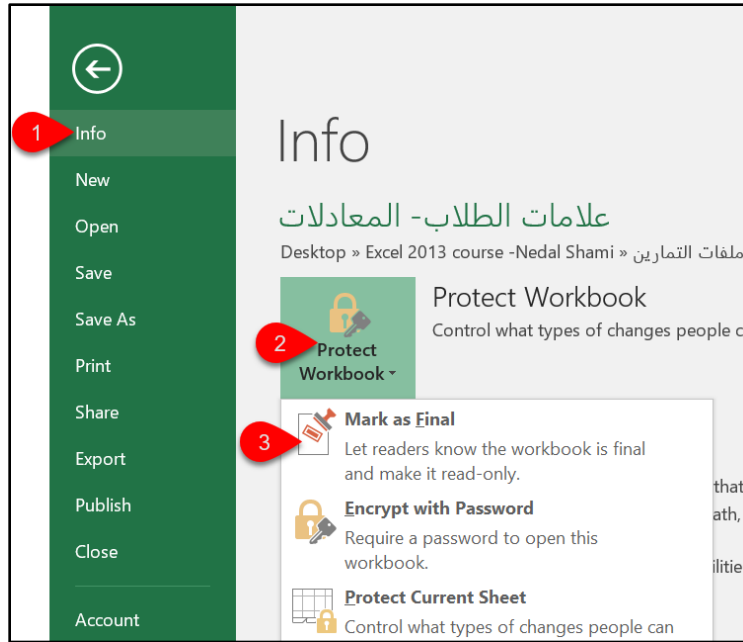 1
Info
New
Open
Save
Save As
Print
Share
Export
Publish
Close
Account
Info
علامات الطلاب- المعادلات
Desktop » Excel 2013 course -Nedal Shami » ملفات التمارين
2
Protect
Workbook
Protect Workbook
Control what types of changes people c
3
Mark as Final
Let readers know the workbook is final
and make it read-only.
Encrypt with Password
Require a password to open this
workbook.
Protect Current Sheet
Control what types of changes people can
that
ath,
ilitie